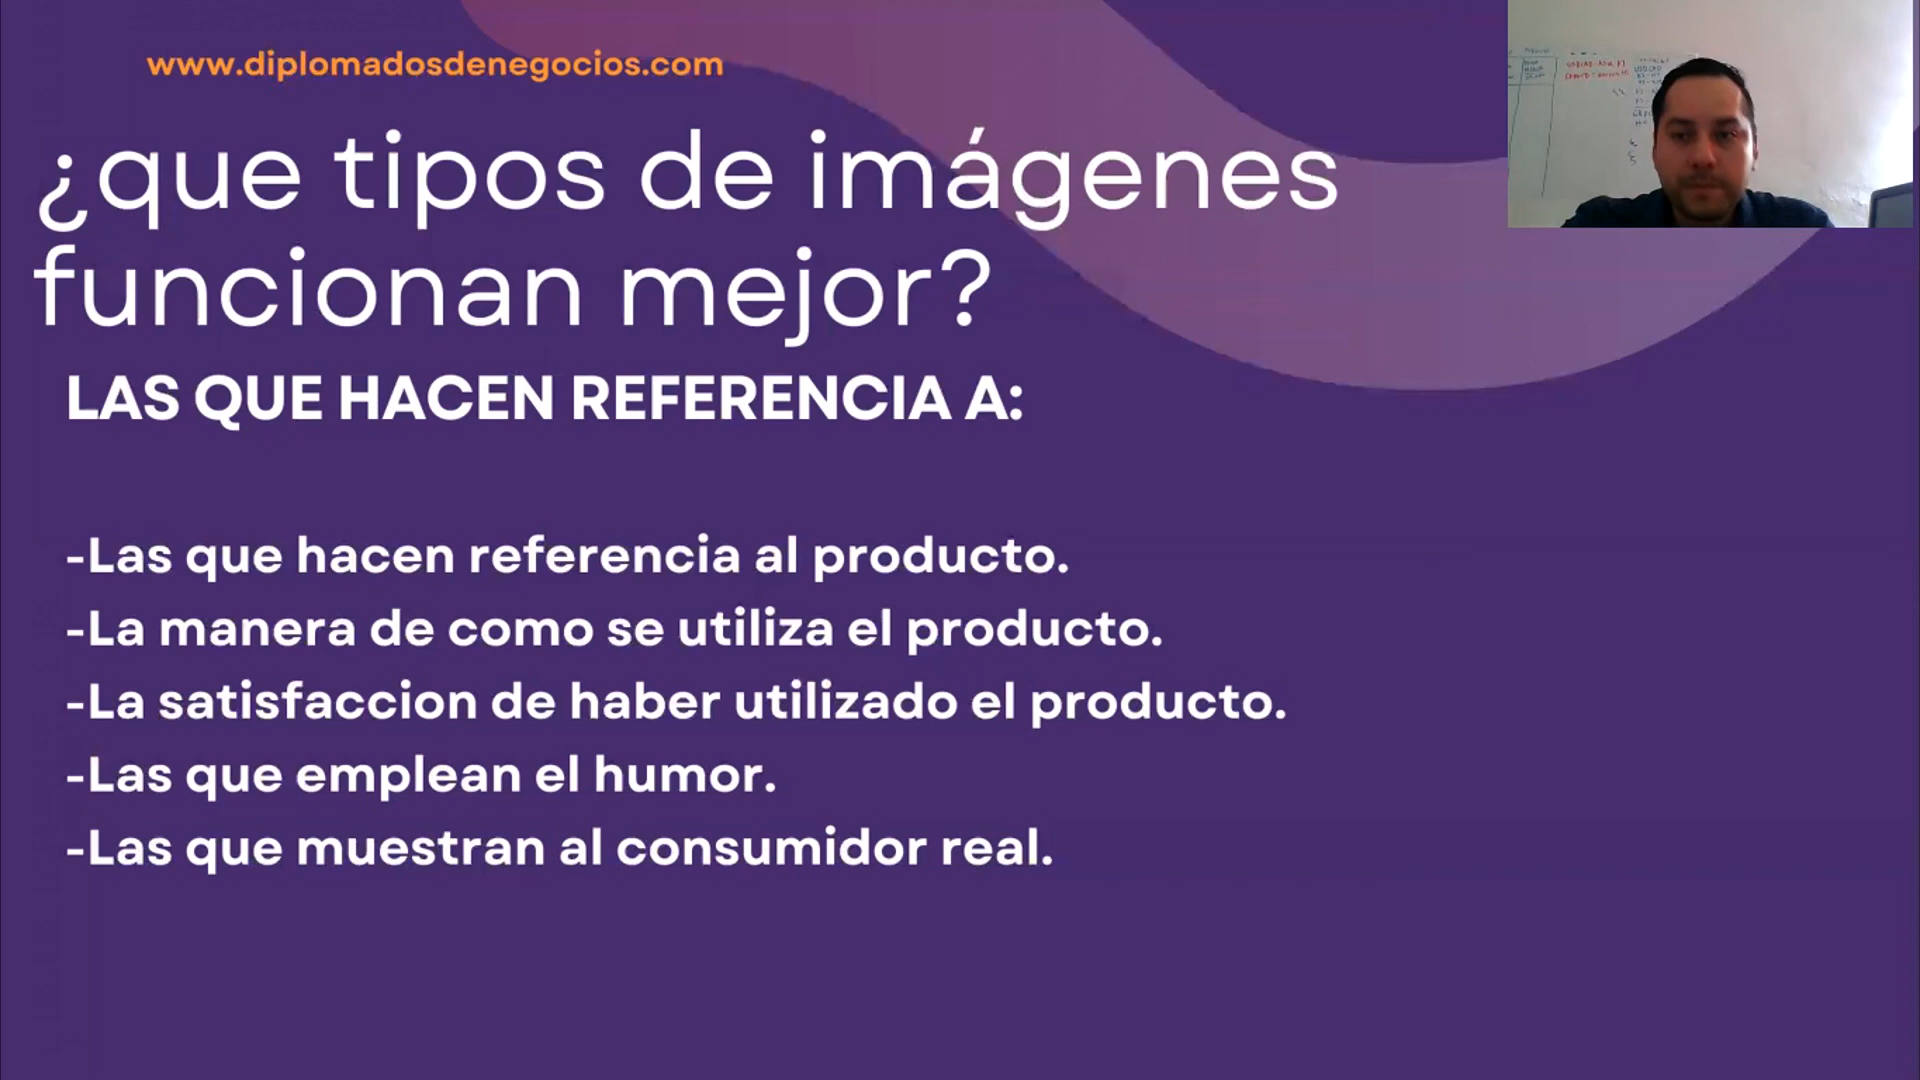 www.diplomadosdenegocios.com
¿que tipos de imágenes
funcionan mejor?
LAS QUE HACEN REFERENCIA A:
-Las que hacen referencia al producto.
-La manera de como se utiliza el producto.
-La satisfaccion de haber utilizado el producto.
-Las que emplean el humor.
-Las que muestran al consumidor real.